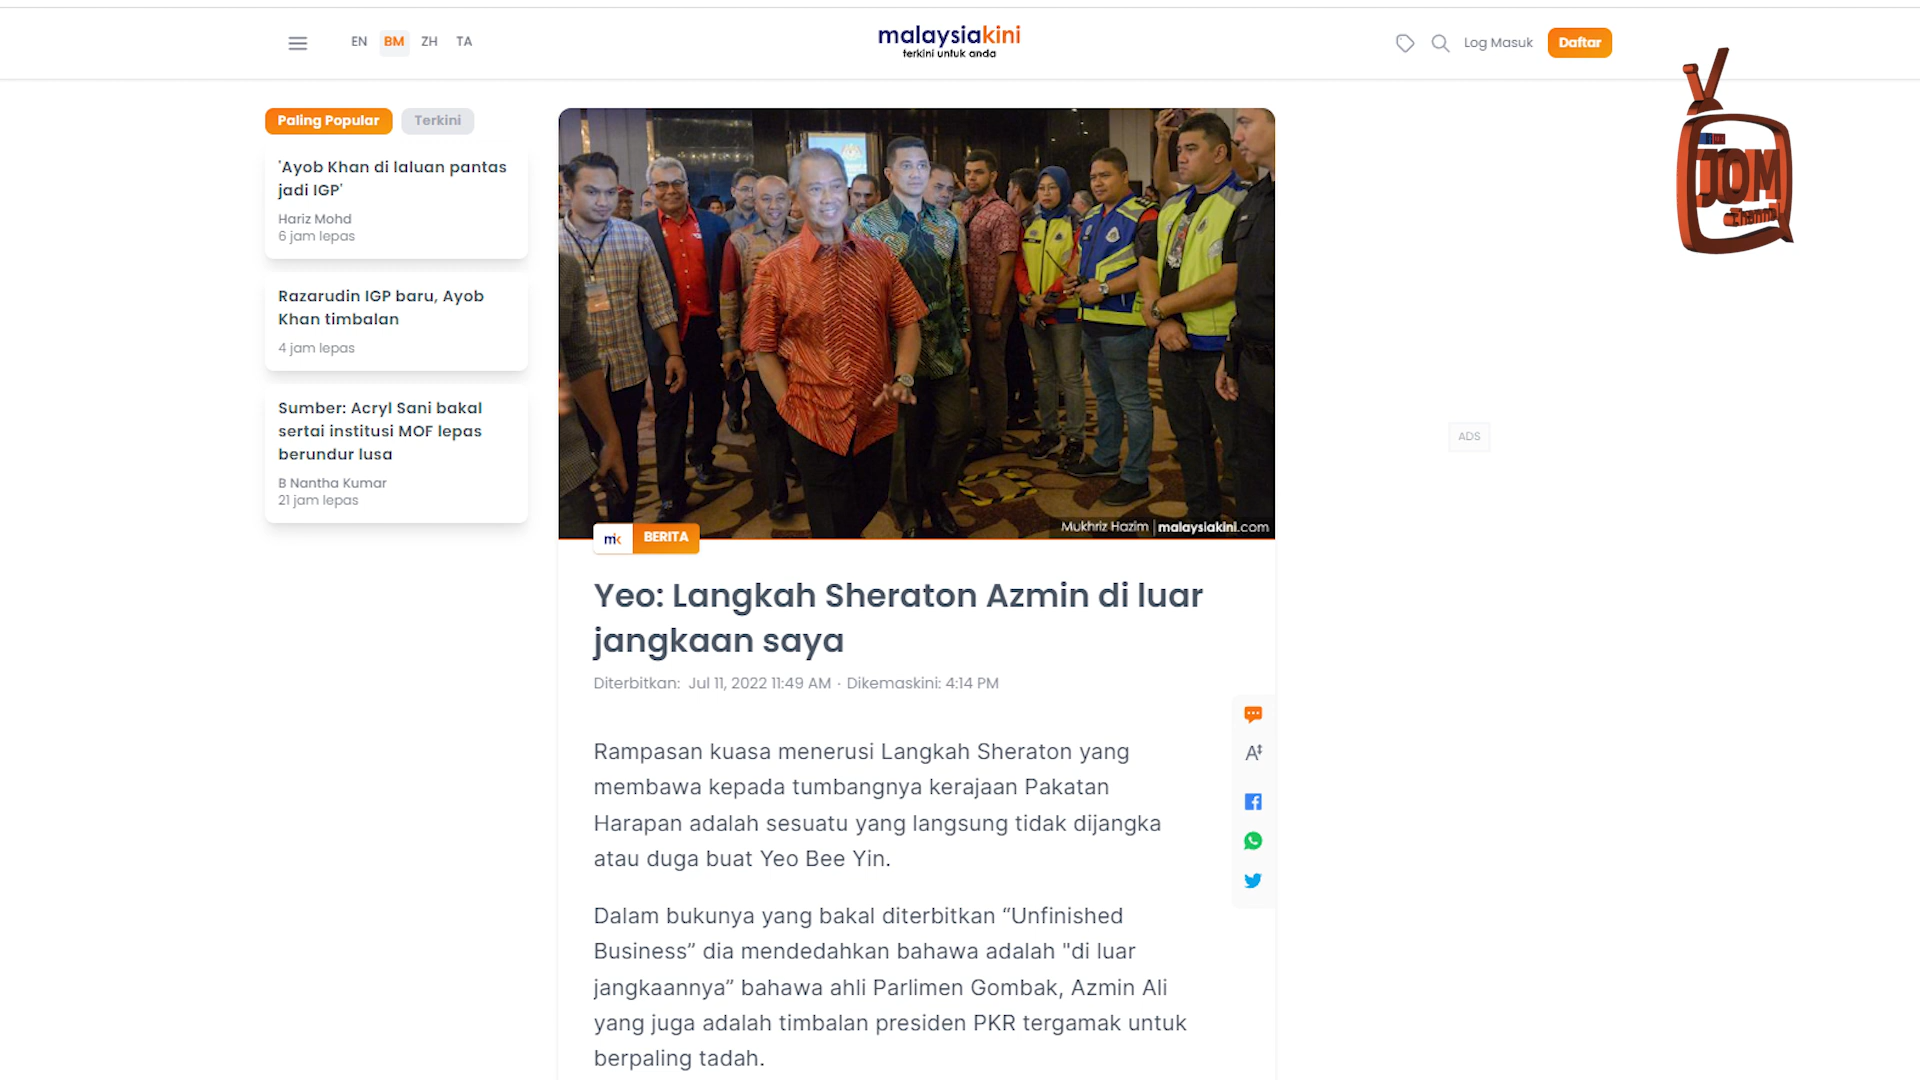 EN BM ZH TA
malaysiakini
terkini untuk anda
Log Masuk Daftar
JOM
Channel
Paling Popular Terkini
'Ayob Khan di laluan pantas
jadi IGP'
Hariz Mohd
6 jam lepas
Razarudin IGP baru, Ayob
Khan timbalan
4 jam lepas
Sumber: Acryl Sani bakal
sertai institusi MOF lepas
berundur lusa
B Nantha Kumar
21 jam lepas
Mukhriz Hazim | malaysiakini.com
mk BERITA
ADS
Yeo: Langkah Sheraton Azmin di luar
jangkaan saya
Diterbitkan: Jul 11, 2022 11:49 AM · Dikemaskini: 4:14 PM
Rampasan kuasa menerusi Langkah Sheraton yang
membawa kepada tumbangnya kerajaan Pakatan
Harapan adalah sesuatu yang langsung tidak dijangka
atau duga buat Yeo Bee Yin.
Dalam bukunya yang bakal diterbitkan “Unfinished
Business” dia mendedahkan bahawa adalah "di luar
jangkaannya” bahawa ahli Parlimen Gombak, Azmin Ali
yang juga adalah timbalan presiden PKR tergamak untuk
berpaling tadah.